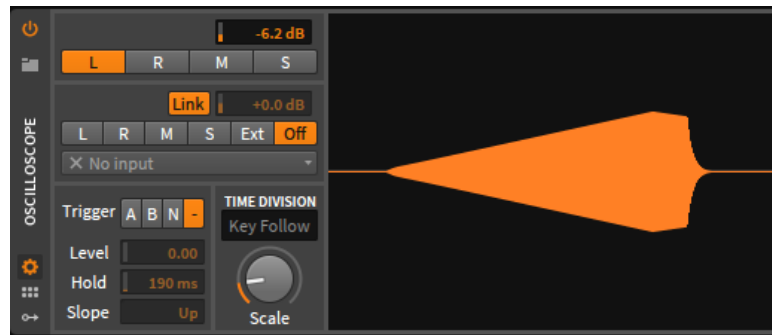 OSCILLOSCOPE
-6.2 dB
L R M S
Link +0.0 dB
L R M S Ext Off
× No input
Trigger A B N -
Level 0.00
Hold 190 ms
Slope Up
TIME DIVISION
Key Follow
Scale